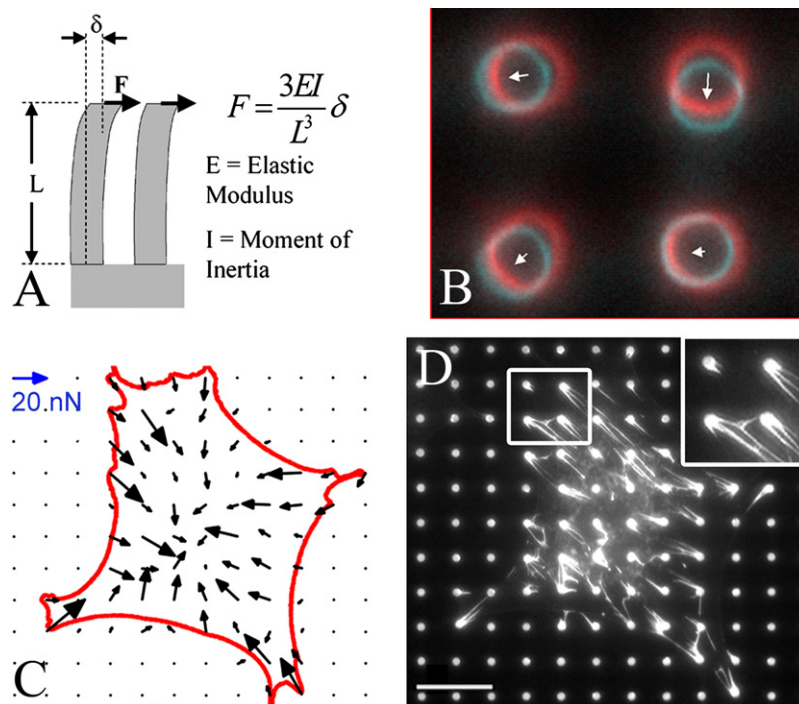 δ
F
L
F = 3EI/L³ δ
E = Elastic
Modulus
I = Moment of
Inertia
A
B
20 nN
C
D